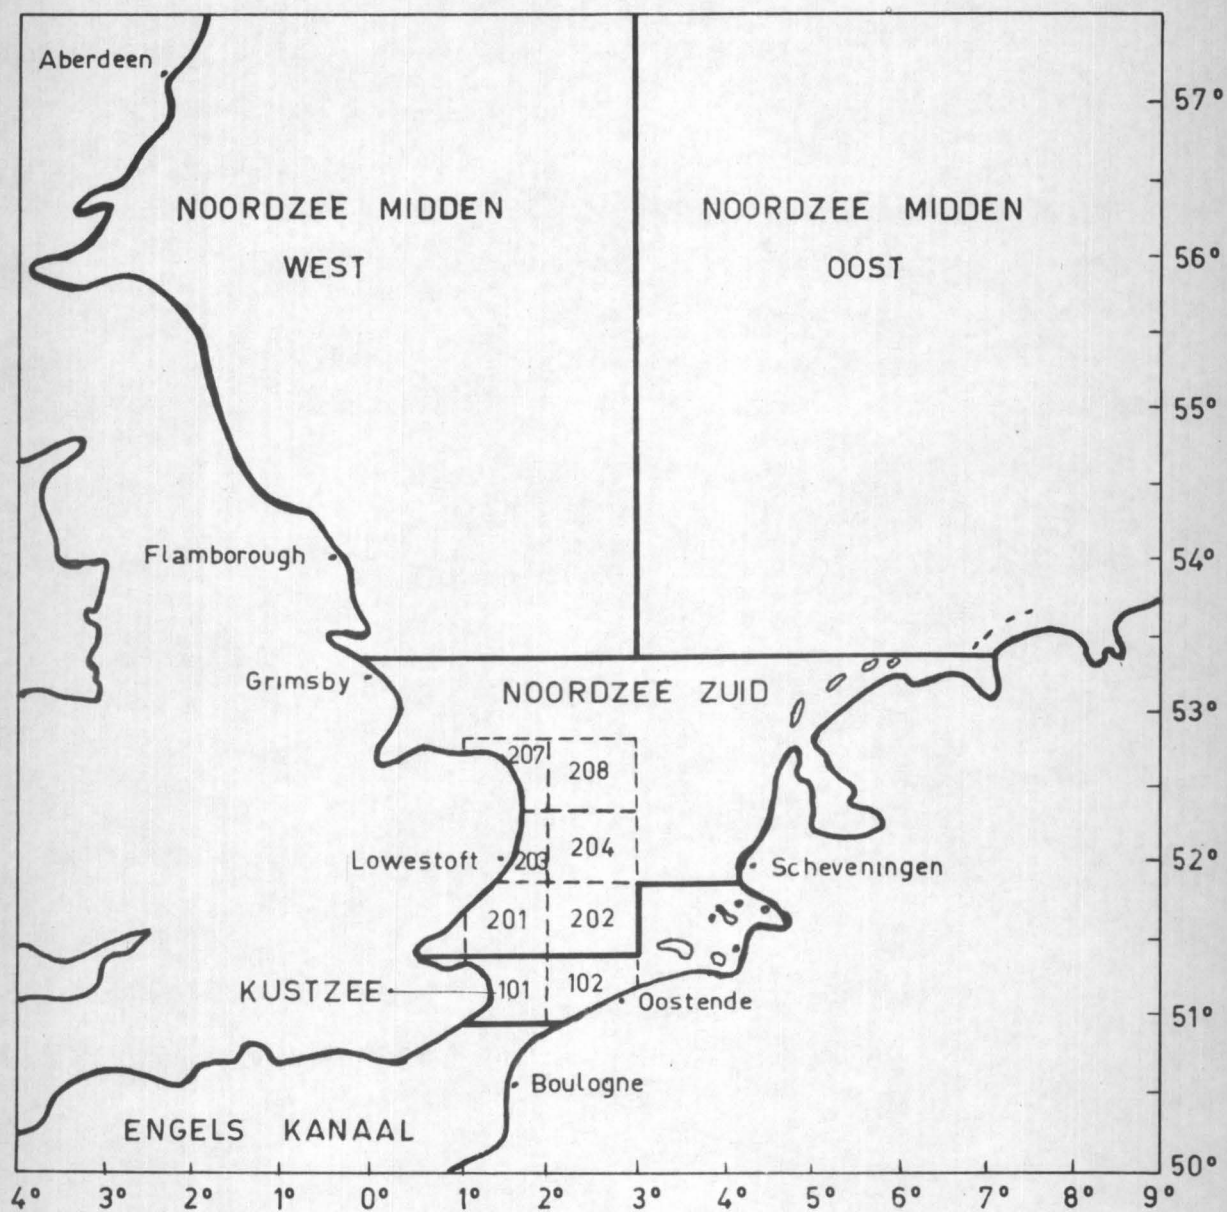 Aberdeen
57°
NOORDZEE MIDDEN
WEST
NOORDZEE MIDDEN
OOST
56°
55°
Flamborough
54°
Grimsby
NOORDZEE ZUID
53°
207
208
Lowestoft
203
204
52°
Scheveningen
201
202
KUSTZEE
101
102
Oostende
51°
Boulogne
ENGELS KANAAL
50°
4° 3° 2° 1° 0° 1° 2° 3° 4° 5° 6° 7° 8° 9°